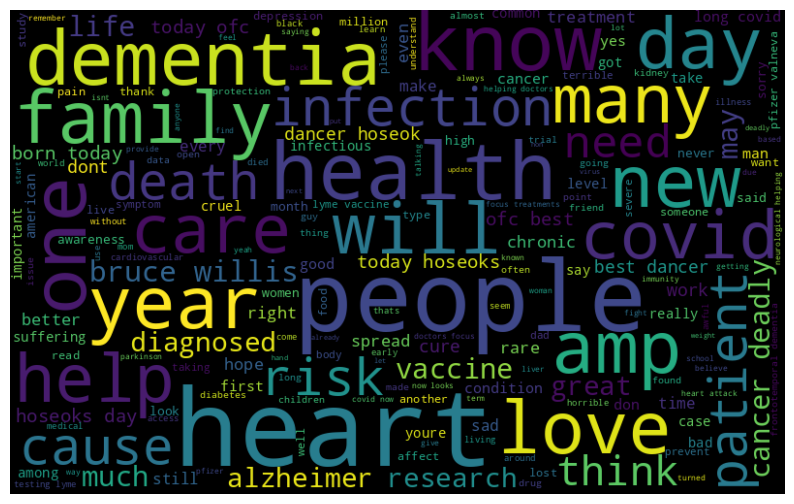 remember
almost
common
treatment
long covid
study
life
today ofc
depression
black
saying
million
learn
please
even
understand
know
lot
yes
got
day
sorry
pfizer valneva
dementia
feel
back
isnt
pain
thank
protection
make
cancer
always
helping doctors
terrible
kidney
take
illness
family
anyone
infection
many
may
deadly
born today
provide
find
every
dancer hoseok
infectious
high
trial
out
need
going
never
man
want
based
dont
world
data
open
died
talking
start
american
death
health
new
level
said
due
symptom
next
update
virus
live
without
cruel
month
lyme vaccine
type
focus treatments
point
friend
severe
someone
important
one
issue
use
mom
yeah
guy
thing
care
will
ofc best
covid
awareness
cardiovascular
chronic
neurological helping
bruce willis
good
today hoseoks
often
known
say
best dancer
getting
better
women
food
thats
seem
woman
immunity
work
really
suffering
year
right
people
fight
awful
weight
read
come
already
doctors focus
amp
patient
cancer deadly
parkinson
diagnosed
spread
cure
rare
dad
school
believe
help
taking
hope
body
early
liver
found
heart attack
frontotemporal dementia
hand
let
vaccine
first
risk
condition
great
hoseoks day
diabetes
children
long
made
covid now
now looks
another
term
horrible
don
time
look
heart
love
case
cause
medical
access
well
youre
sad
give
living
bad
prevent
among
way
pfizer
affect
around
testing lyme
much
still
alzheimer
research
lost
drug
think
turned